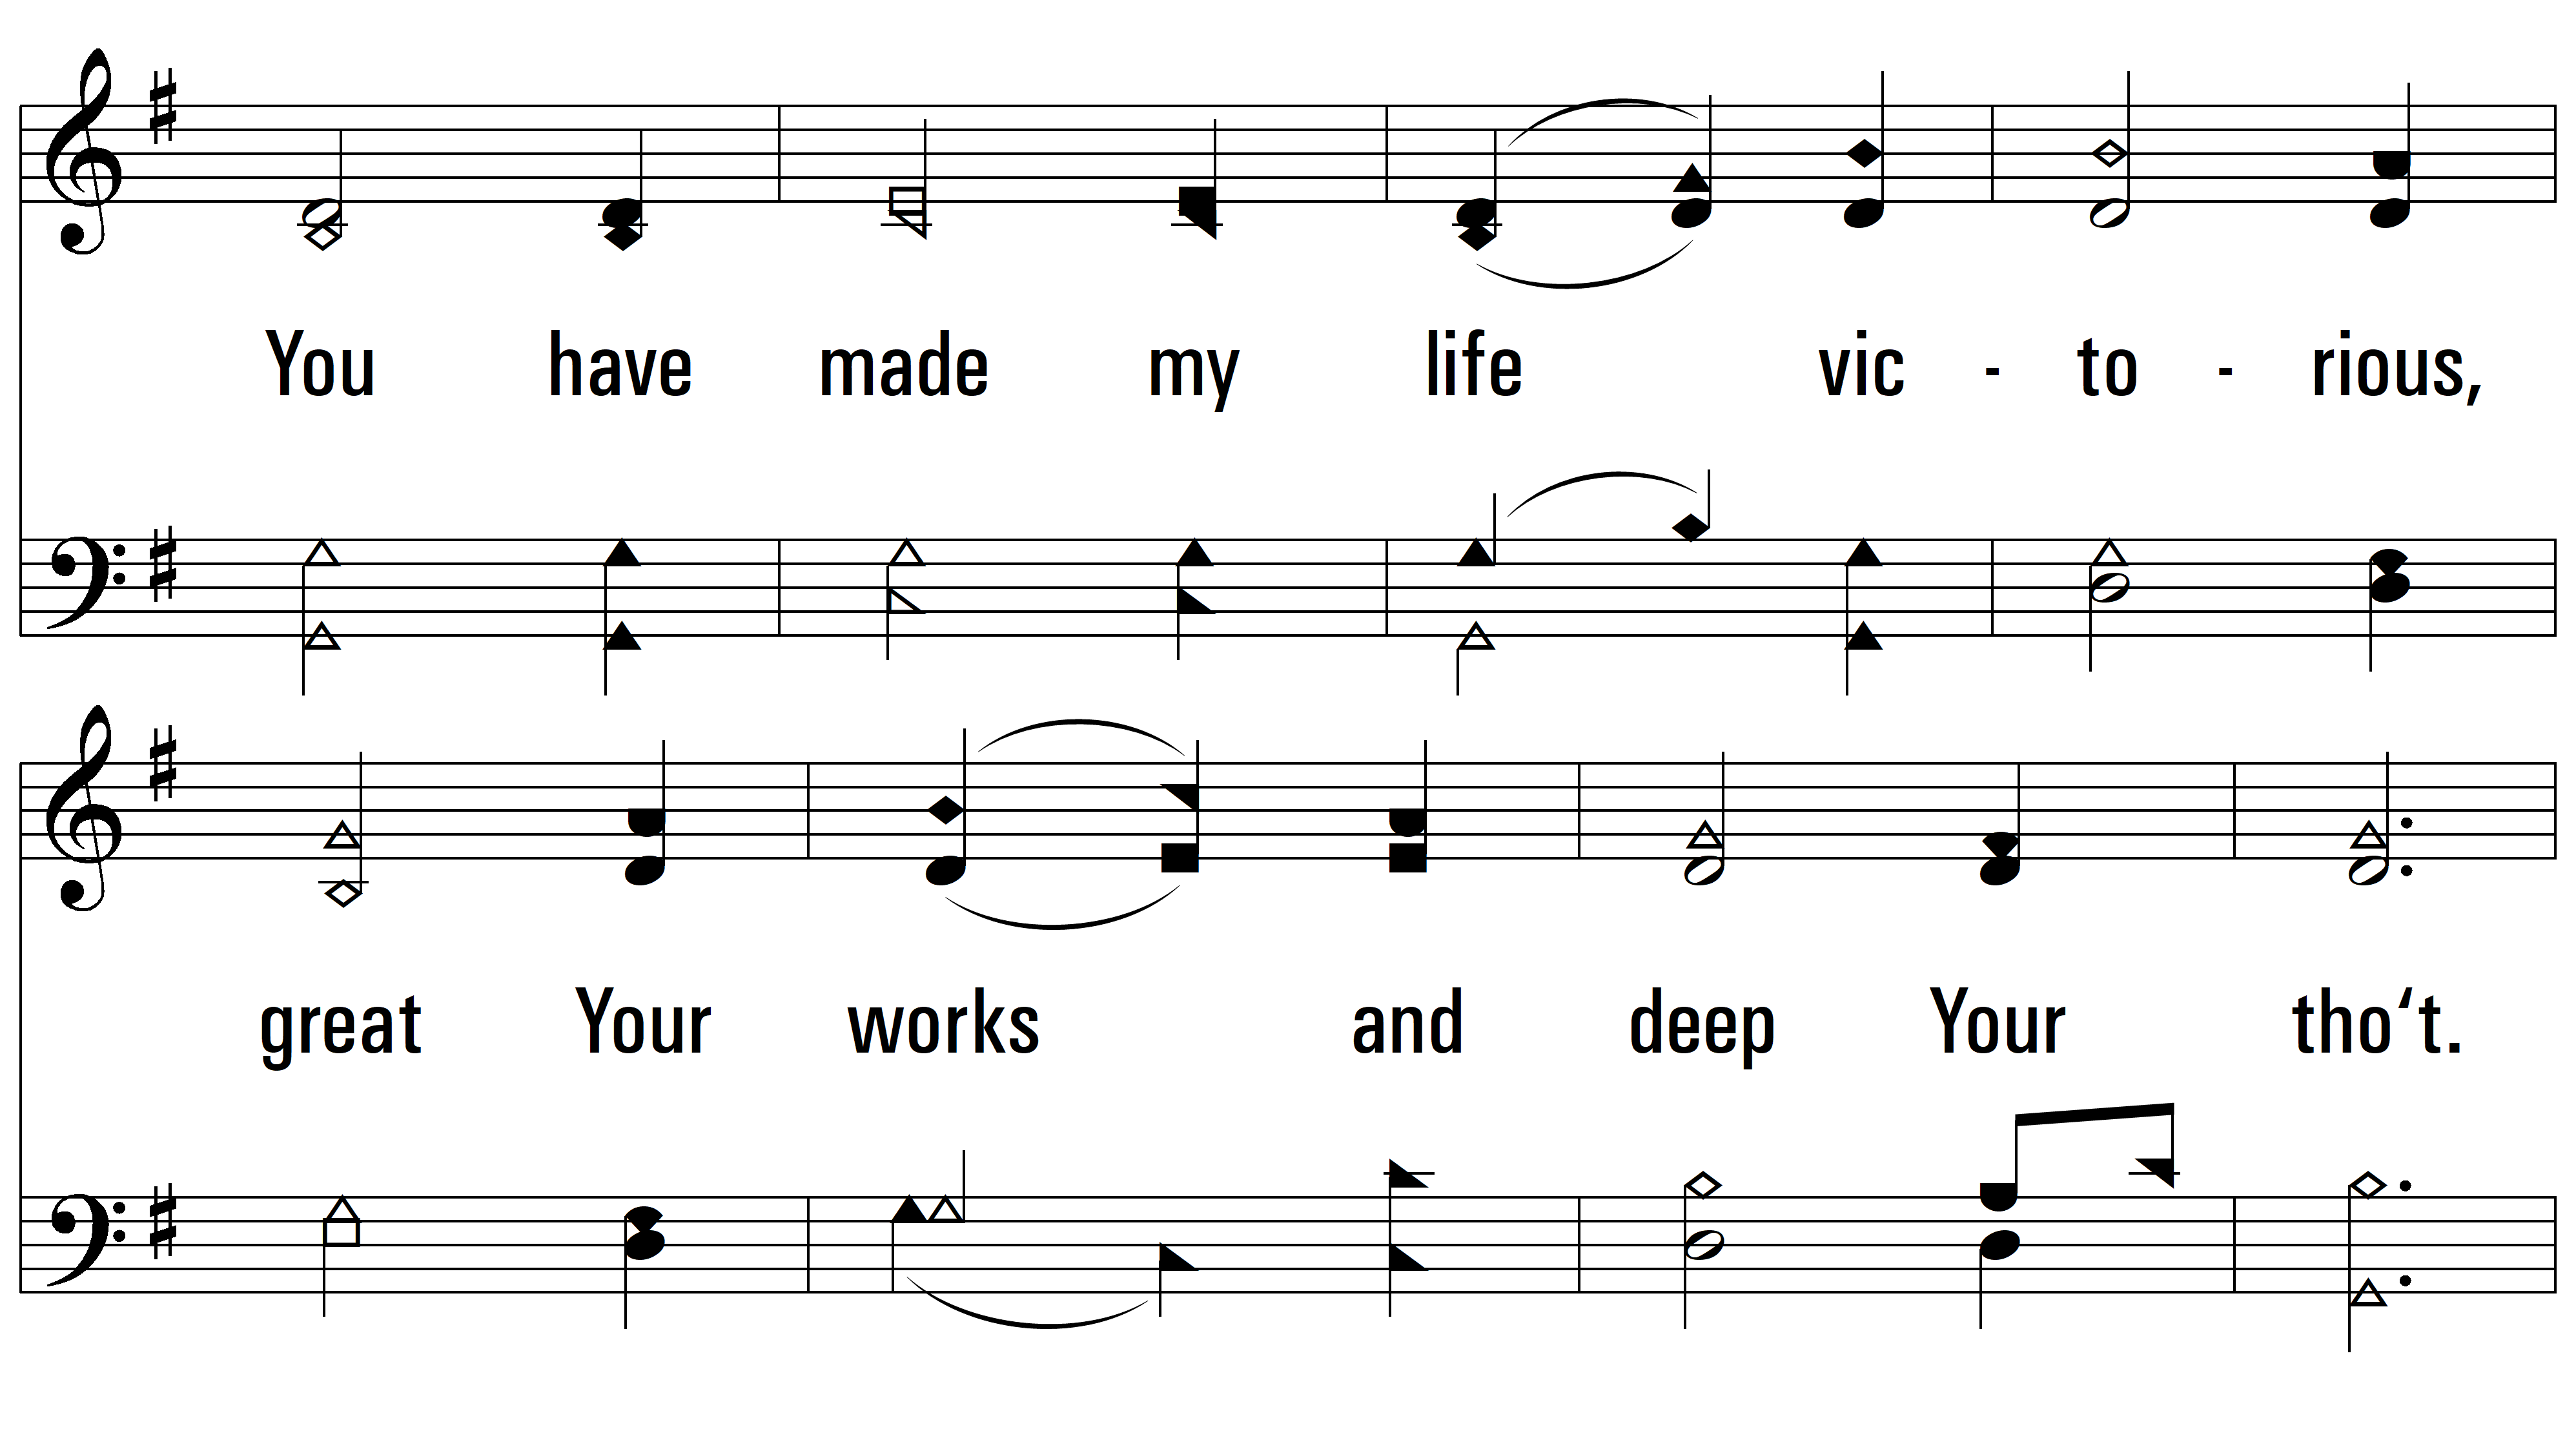 You have made my life vic - to - rious,
great Your works and deep Your tho‘t.